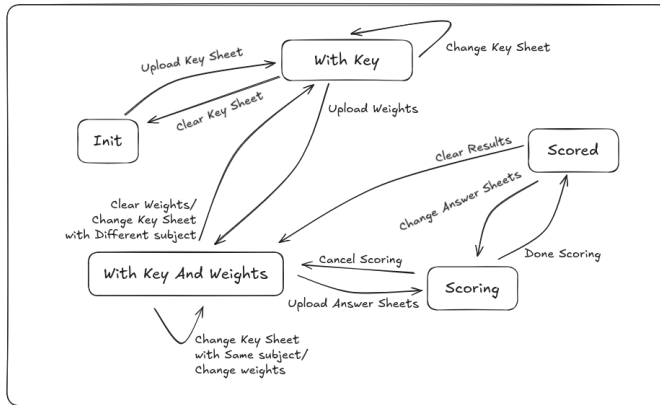 With Key
Change Key Sheet
Upload Key Sheet
Clear Key Sheet
Init
Upload Weights
Clear Results
Scored
Change Answer Sheets
Clear Weights/
Change Key Sheet
with Different subject
Done Scoring
Cancel Scoring
With Key And Weights
Scoring
Upload Answer Sheets
Change Key Sheet
with Same subject/
Change weights